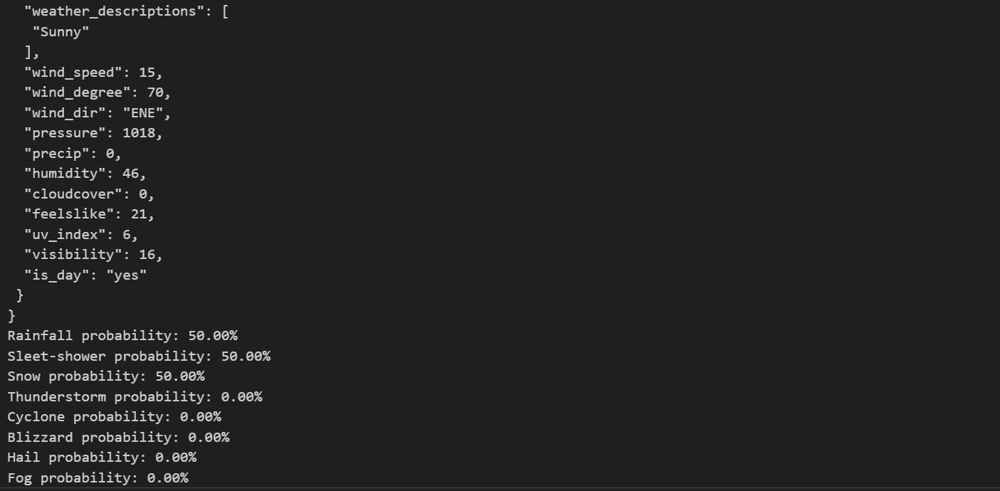 "weather_descriptions": [
"Sunny"
],
"wind_speed": 15,
"wind_degree": 70,
"wind_dir": "ENE",
"pressure": 1018,
"precip": 0,
"humidity": 46,
"cloudcover": 0,
"feelslike": 21,
"uv_index": 6,
"visibility": 16,
"is_day": "yes"
}
}
Rainfall probability: 50.00%
Sleet-shower probability: 50.00%
Snow probability: 50.00%
Thunderstorm probability: 0.00%
Cyclone probability: 0.00%
Blizzard probability: 0.00%
Hail probability: 0.00%
Fog probability: 0.00%